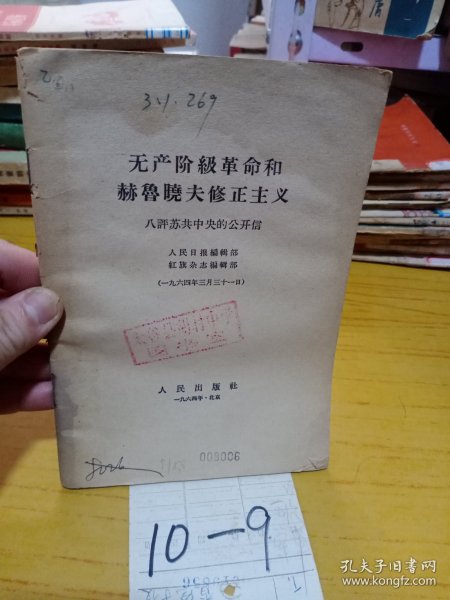 31.269
无产阶級革命和
赫魯曉夫修正主义
八評苏共中央的公开信
人民日报編輯部
紅旗杂志編輯部
(一九六四年三月三十一日)
人民出版社
一九六四年·北京
008006
10-9
孔夫子旧书网
www.kongfz.com